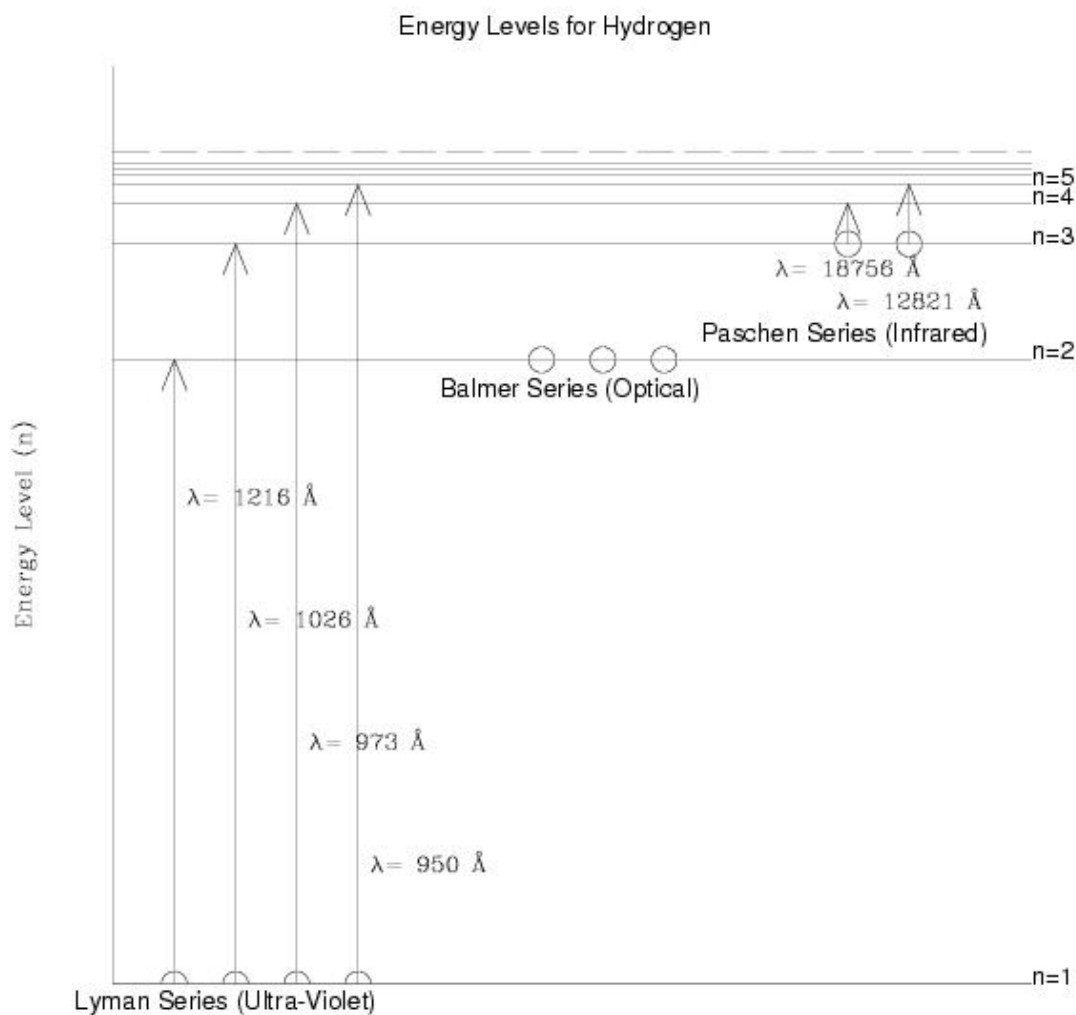 Energy Levels for Hydrogen
n=5
n=4
n=3
λ= 18756 Å
λ= 12821 Å
Paschen Series (Infrared)
n=2
Balmer Series (Optical)
Energy Level (n)
λ= 1216 Å
λ= 1026 Å
λ= 973 Å
λ= 950 Å
n=1
Lyman Series (Ultra-Violet)